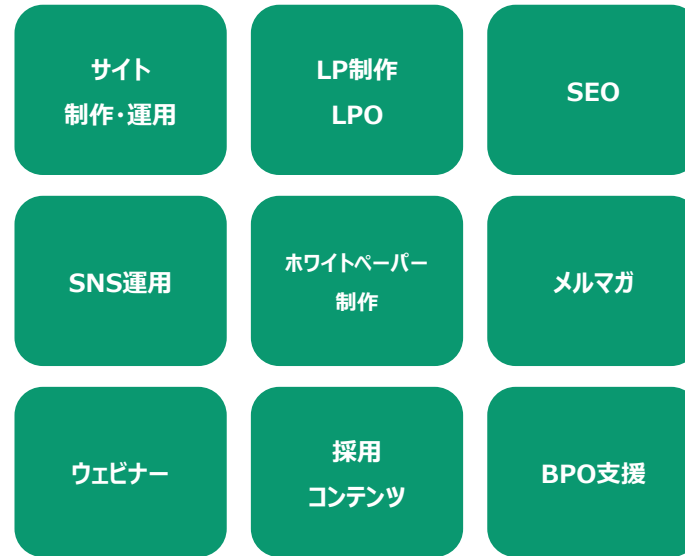 サイト
制作・運用
LP制作
LPO
SEO
SNS運用
ホワイトペーパー
制作
メルマガ
ウェビナー
採用
コンテンツ
BPO支援